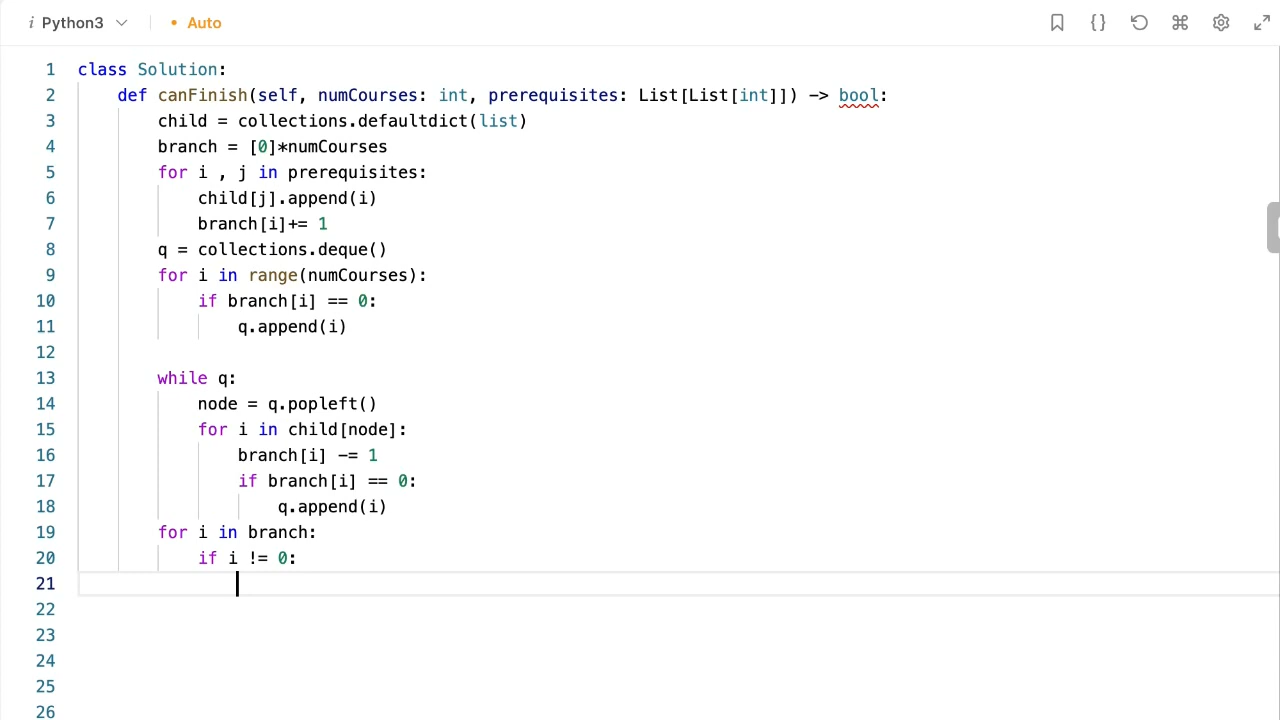 i Python3 • Auto {} ⌘
1 class Solution:
2 def canFinish(self, numCourses: int, prerequisites: List[List[int]]) -> bool:
3 child = collections.defaultdict(list)
4 branch = [0]*numCourses
5 for i , j in prerequisites:
6 child[j].append(i)
7 branch[i]+= 1
8 q = collections.deque()
9 for i in range(numCourses):
10 if branch[i] == 0:
11 q.append(i)
12
13 while q:
14 node = q.popleft()
15 for i in child[node]:
16 branch[i] -= 1
17 if branch[i] == 0:
18 q.append(i)
19 for i in branch:
20 if i != 0:
21
22
23
24
25
26